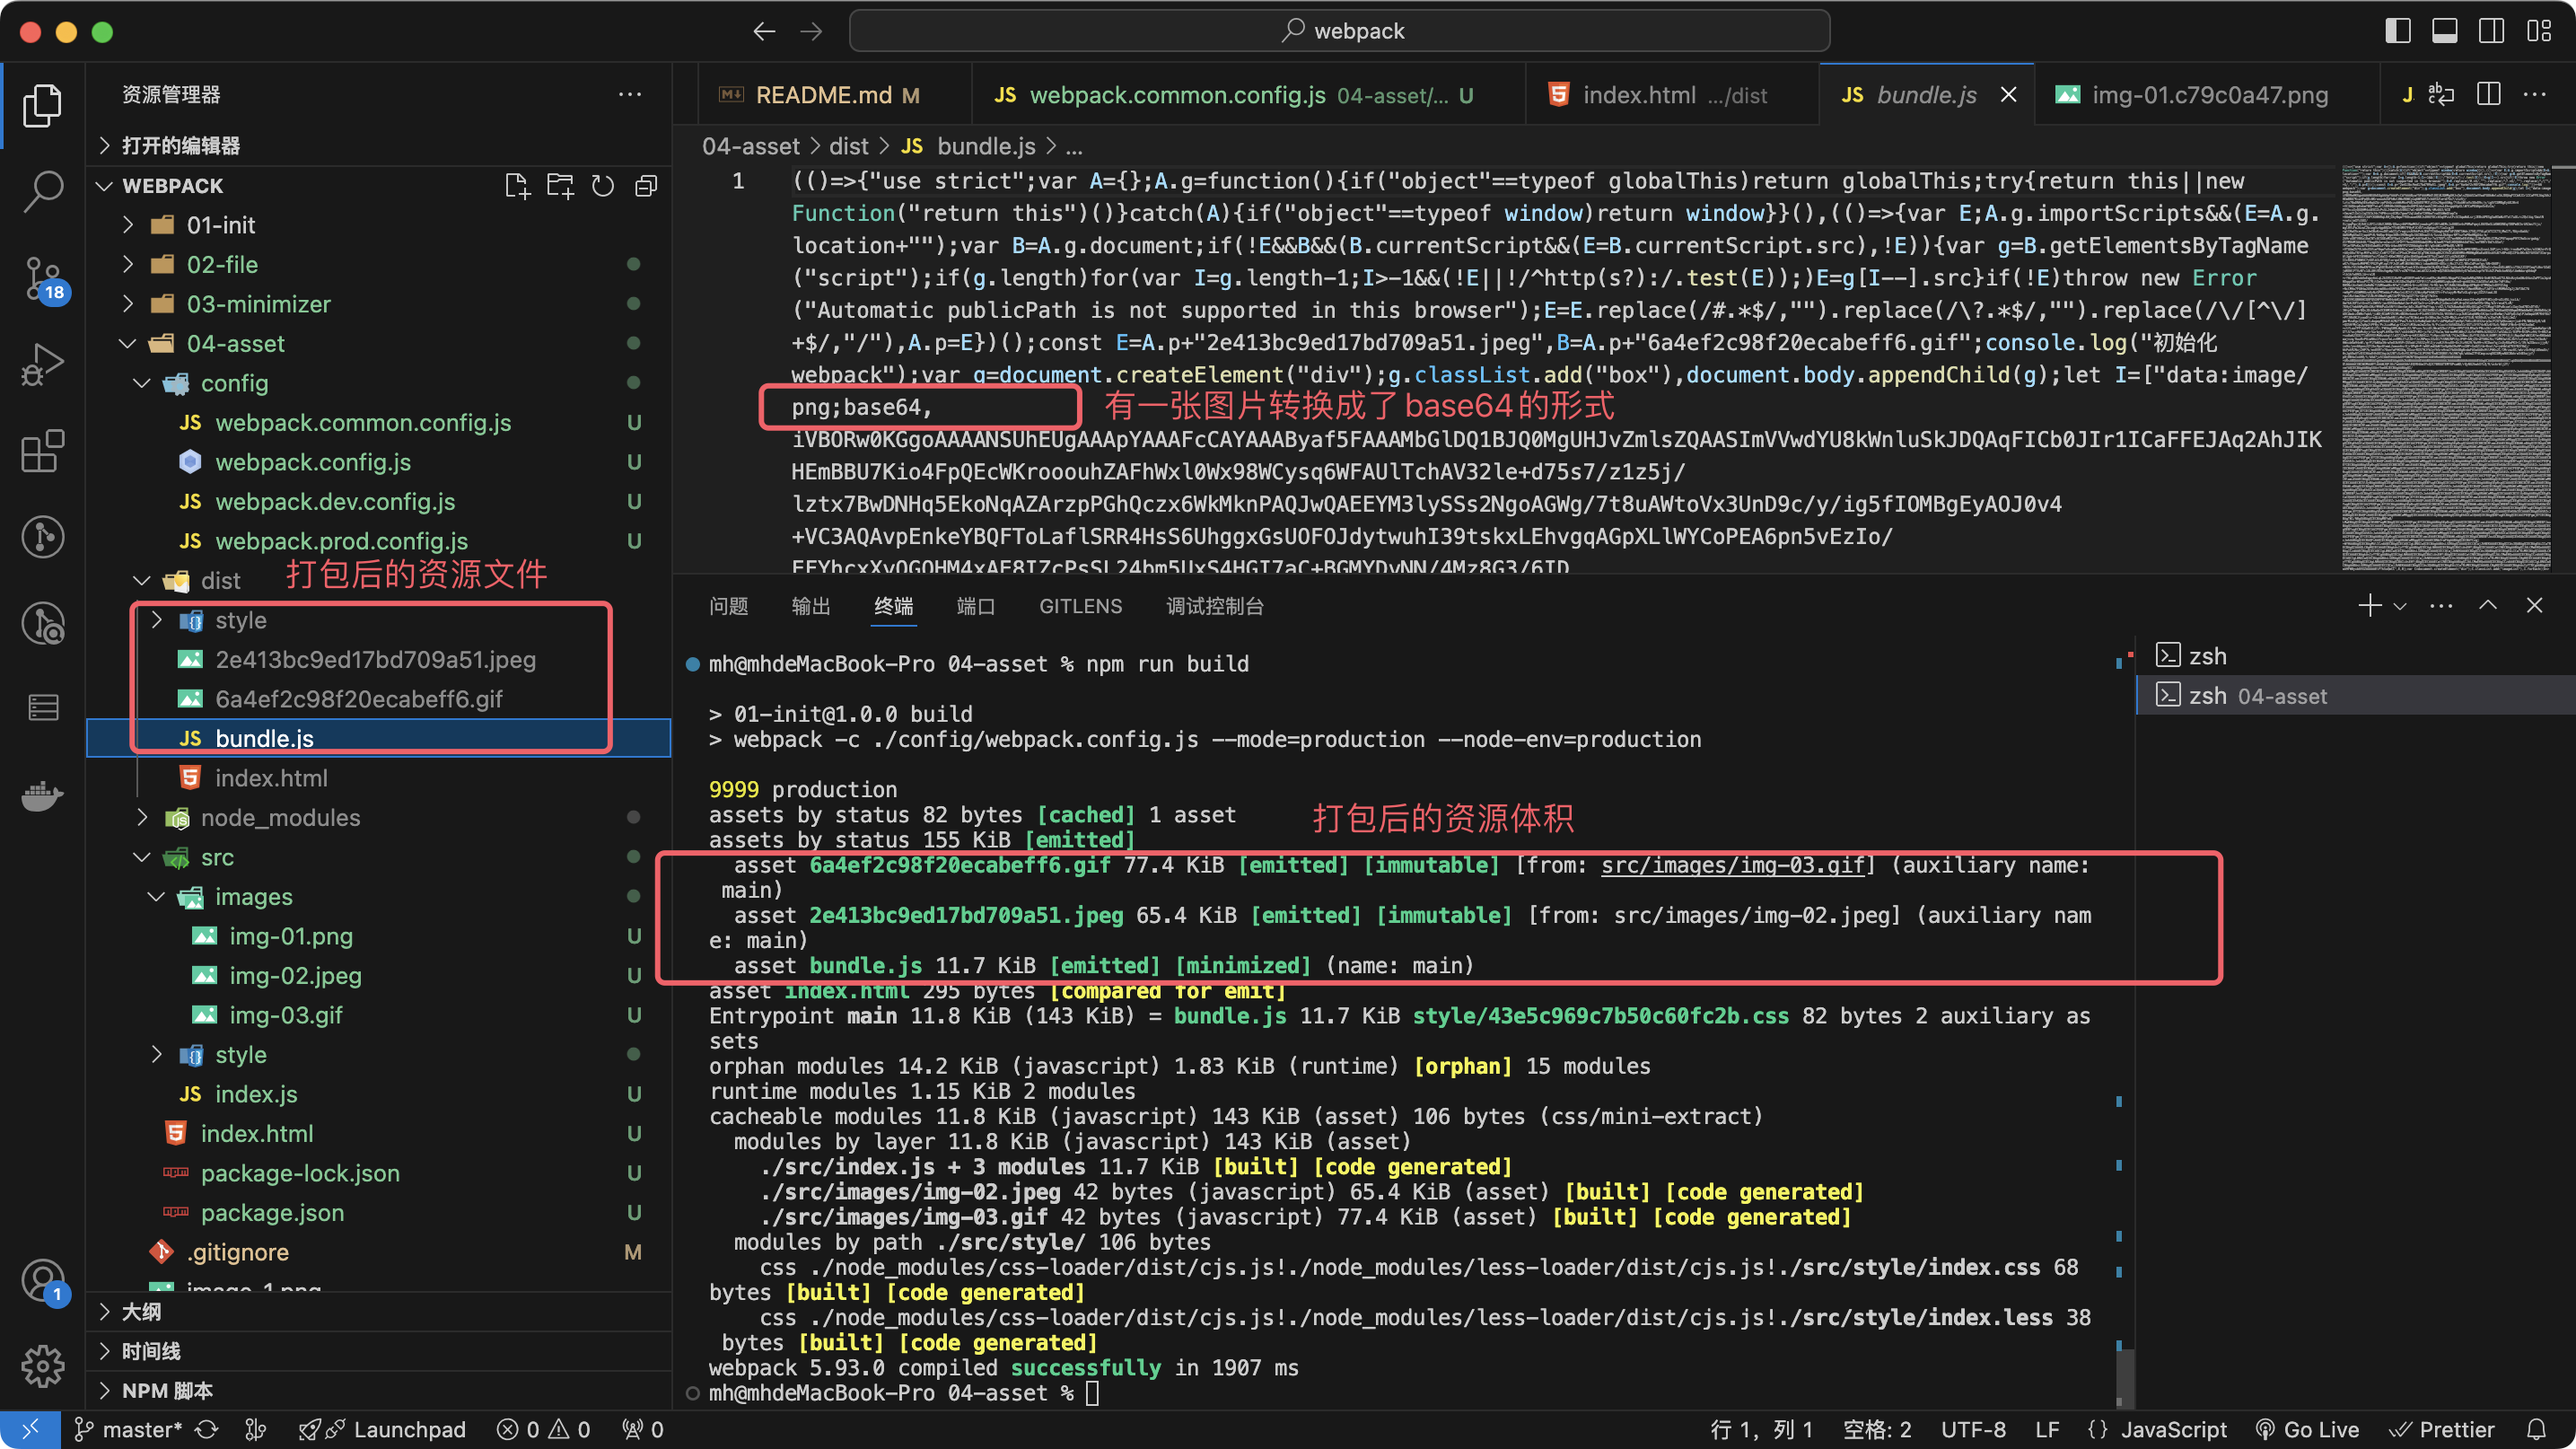 webpack
资源管理器
打开的编辑器
WEBPACK
01-init
02-file
03-minimizer
04-asset
config
webpack.common.config.js U
webpack.config.js U
webpack.dev.config.js U
webpack.prod.config.js U
dist
打包后的资源文件
style
2e413bc9ed17bd709a51.jpeg
6a4ef2c98f20ecabeff6.gif
bundle.js
index.html
node_modules
src
images
img-01.png U
img-02.jpeg U
img-03.gif U
style
index.js U
index.html U
package-lock.json U
package.json U
.gitignore M
image-1.png
大纲
时间线
NPM 脚本
18
1
README.md M
webpack.common.config.js 04-asset/... U
index.html .../dist
bundle.js
img-01.c79c0a47.png
04-asset > dist > JS bundle.js > ...
1
(()=>{"use strict";var A={};A.g=function(){if("object"==typeof globalThis)return globalThis;try{return this||new
Function("return this")()}catch(A){if("object"==typeof window)return window}}(),(()=>{var E;A.g.importScripts&&(E=A.g.
location+"");var B=A.g.document;if(!E&&B&&(B.currentScript&&(E=B.currentScript.src),!E)){var g=B.getElementsByTagName
("script");if(g.length)for(var I=g.length-1;I>-1&&(!E||!/^http(s?):/.test(E));)E=g[I--].src}if(!E)throw new Error
("Automatic publicPath is not supported in this browser");E=E.replace(/#.*$/,"").replace(/\?.*$/,"").replace(/\/[^\/]
+$/,"/"),A.p=E})();const E=A.p+"2e413bc9ed17bd709a51.jpeg",B=A.p+"6a4ef2c98f20ecabeff6.gif";console.log("初始化
webpack");var g=document.createElement("div");g.classList.add("box"),document.body.appendChild(g);let I=["data:image/
png;base64,
有一张图片转换成了base64的形式
iVBORw0KGgoAAAANSUhEUgAAApYAAAFcCAYAAAByaf5FAAAMbGlDQ1BJQ0MgUHJvZmlsZQAASImVVwdYU8kWnluSkJDQAqFICb0JIr1ICaFFEJAq2AhJIK
HEmBBU7Kio4FpQEcWKrooouhZAFhWxl0Wx98WCysq6WFAUlTchAV32le+d75s7/z1z5j/
lztx7BwDNHq5EkoNqAZArzpPGhQczx6WkMknPAQJwQAEEYM3lySSs2NgoAGWg/7t8uAWtoVx3UnD9c/y/ig5fIOMBgEyAOJ0v4
+VC3AQAvpEnkeYBQFToLaflSRR4HsS6UhggxGsUOFOJdytwuhI39tskxLEhvgqAGpXLlWYCoPEA6pn5vEzIo/
问题
输出
终端
端口
GITLENS
调试控制台
mh@mhdeMacBook-Pro 04-asset % npm run build
> 01-init@1.0.0 build
> webpack -c ./config/webpack.config.js --mode=production --node-env=production
9999 production
assets by status 82 bytes [cached] 1 asset
打包后的资源体积
assets by status 155 KiB [emitted]
asset 6a4ef2c98f20ecabeff6.gif 77.4 KiB [emitted] [immutable] [from: src/images/img-03.gif] (auxiliary name:
main)
asset 2e413bc9ed17bd709a51.jpeg 65.4 KiB [emitted] [immutable] [from: src/images/img-02.jpeg] (auxiliary nam
e: main)
asset bundle.js 11.7 KiB [emitted] [minimized] (name: main)
asset index.html 295 bytes [compared for emit]
Entrypoint main 11.8 KiB (143 KiB) = bundle.js 11.7 KiB style/43e5c969c7b50c60fc2b.css 82 bytes 2 auxiliary as
sets
orphan modules 14.2 KiB (javascript) 1.83 KiB (runtime) [orphan] 15 modules
runtime modules 1.15 KiB 2 modules
cacheable modules 11.8 KiB (javascript) 143 KiB (asset) 106 bytes (css/mini-extract)
modules by layer 11.8 KiB (javascript) 143 KiB (asset)
./src/index.js + 3 modules 11.7 KiB [built] [code generated]
./src/images/img-02.jpeg 42 bytes (javascript) 65.4 KiB (asset) [built] [code generated]
./src/images/img-03.gif 42 bytes (javascript) 77.4 KiB (asset) [built] [code generated]
modules by path ./src/style/ 106 bytes
css ./node_modules/css-loader/dist/cjs.js!./node_modules/less-loader/dist/cjs.js!./src/style/index.css 68
bytes [built] [code generated]
css ./node_modules/css-loader/dist/cjs.js!./node_modules/less-loader/dist/cjs.js!./src/style/index.less 38
bytes [built] [code generated]
webpack 5.93.0 compiled successfully in 1907 ms
mh@mhdeMacBook-Pro 04-asset %
zsh
zsh 04-asset
master*
Launchpad
0
0
0
行 1，列 1
空格: 2
UTF-8
LF
{} JavaScript
Go Live
Prettier